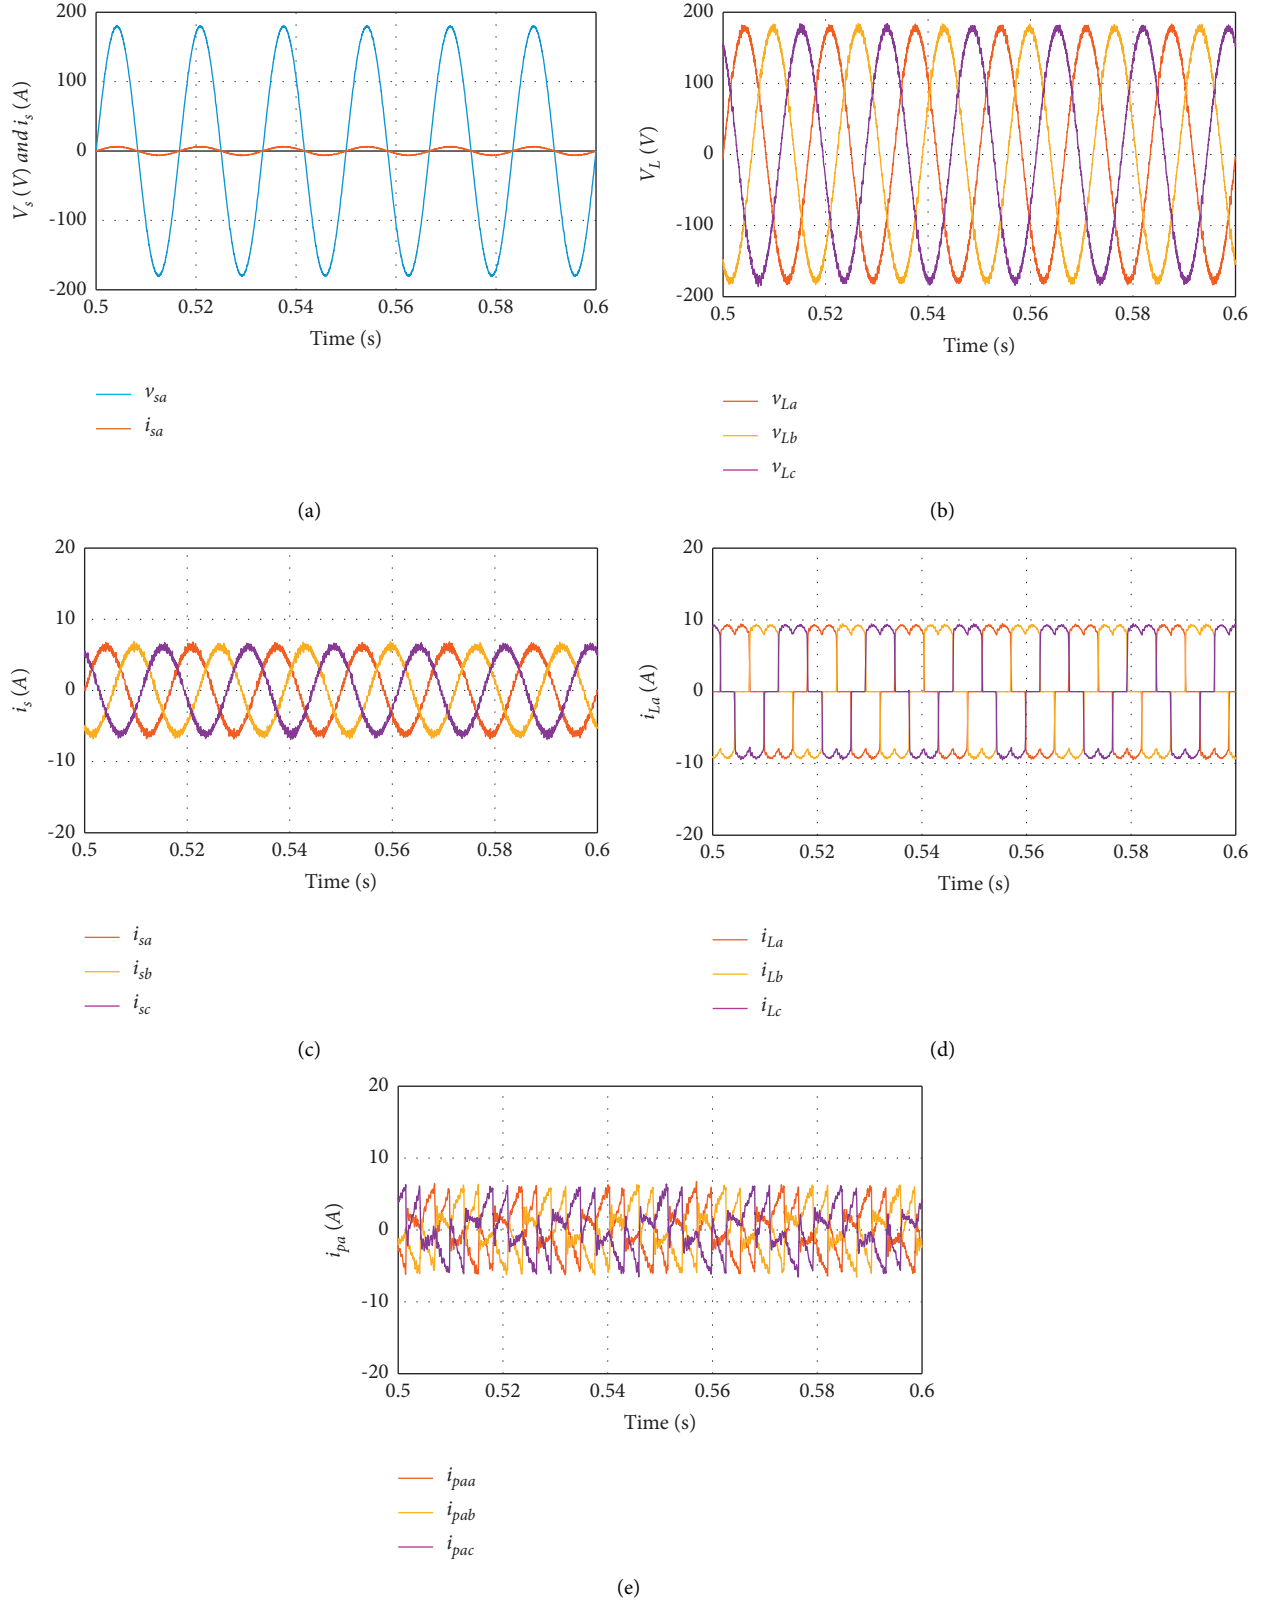 200
100
0
-100
-200
V_s (V) and i_s (A)
0.5 0.52 0.54 0.56 0.58 0.6
Time (s)
v_sa
i_sa
(a)
200
100
0
-100
-200
V_L (V)
0.5 0.52 0.54 0.56 0.58 0.6
Time (s)
v_La
v_Lb
v_Lc
(b)
20
10
0
-10
-20
i_s (A)
0.5 0.52 0.54 0.56 0.58 0.6
Time (s)
i_sa
i_sb
i_sc
(c)
20
10
0
-10
-20
i_La (A)
0.5 0.52 0.54 0.56 0.58 0.6
Time (s)
i_La
i_Lb
i_Lc
(d)
20
10
0
-10
-20
i_pa (A)
0.5 0.52 0.54 0.56 0.58 0.6
Time (s)
i_paa
i_pab
i_pac
(e)